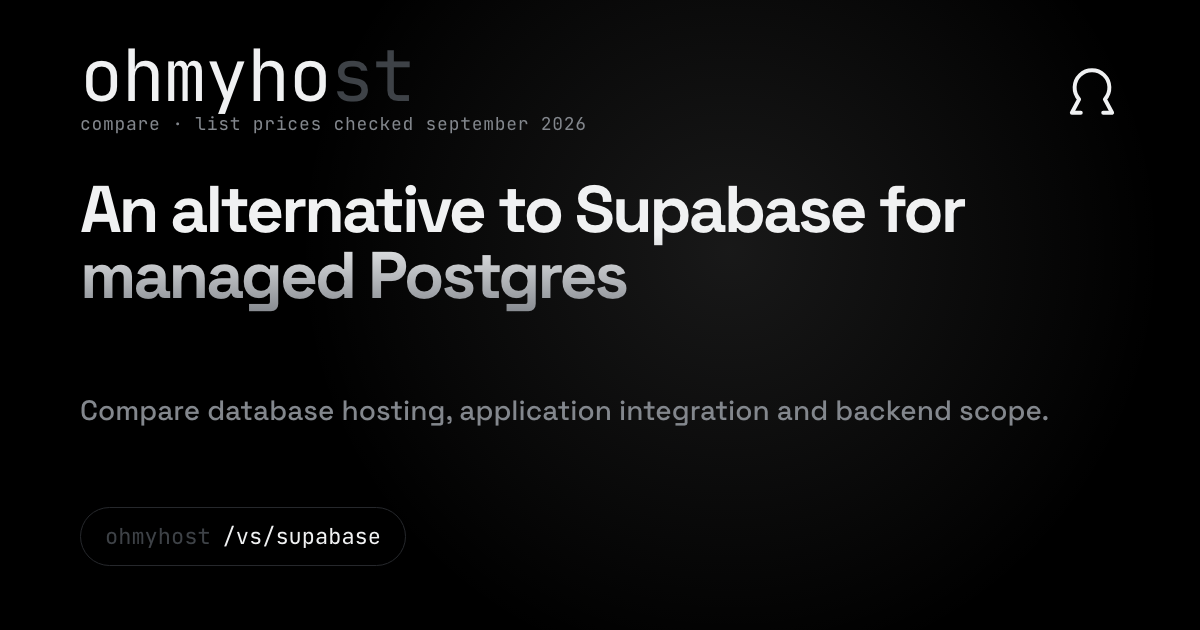 ohmyhost
compare · list prices checked september 2026
An alternative to Supabase for
managed Postgres
Compare database hosting, application integration and backend scope.
ohmyhost /vs/supabase